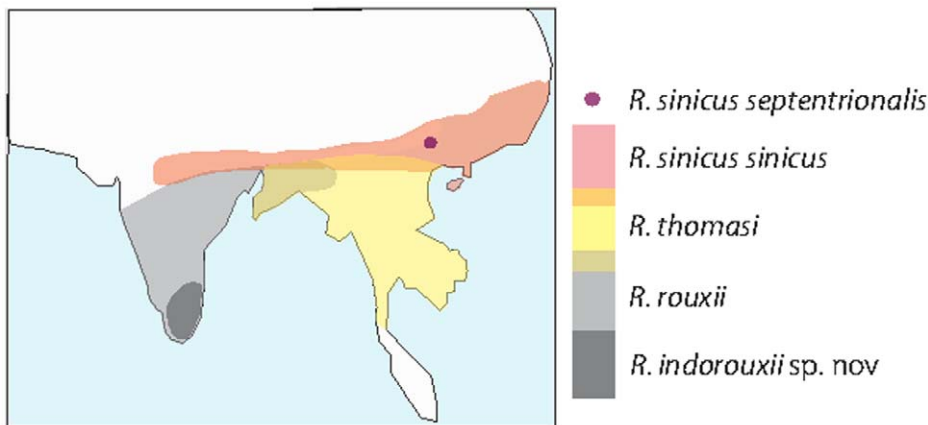 R. sinicus septentrionalis
R. sinicus sinicus
R. thomasi
R. rouxii
R. indorouxii sp. nov